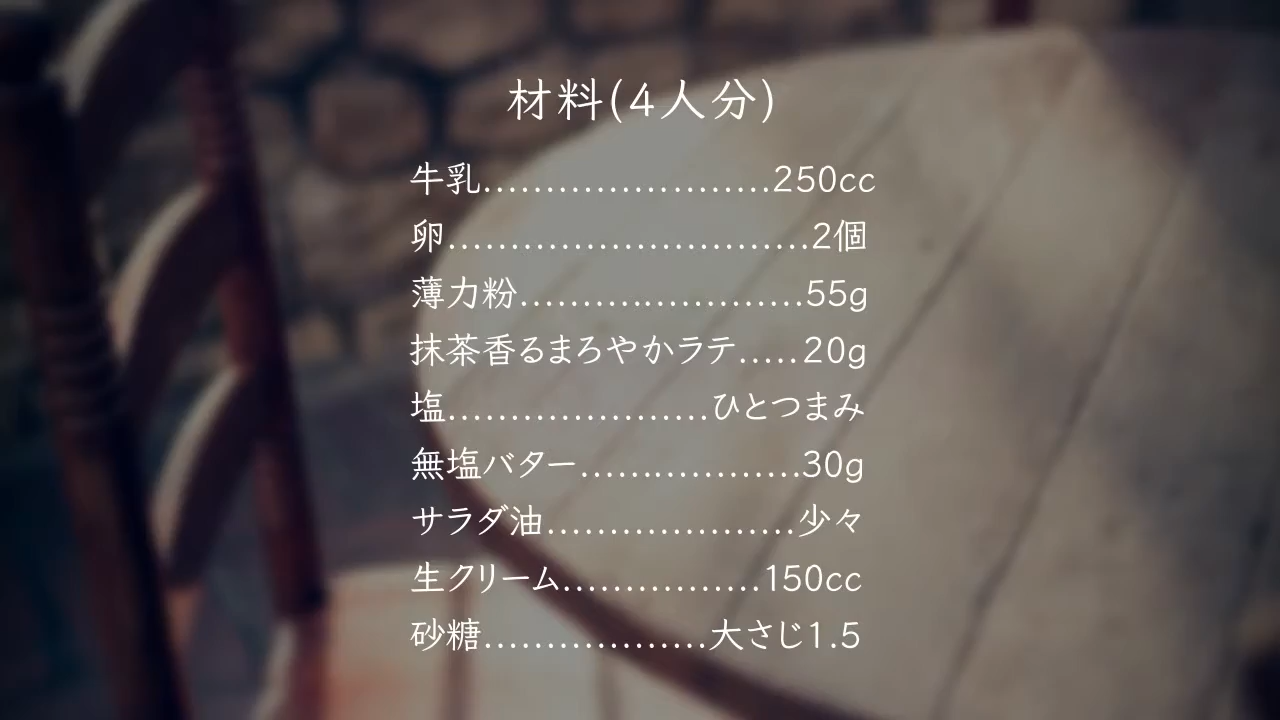 材料(4人分)
牛乳.......................250cc
卵.............................2個
薄力粉.......................55g
抹茶香るまろやかラテ.....20g
塩.....................ひとつまみ
無塩バター..................30g
サラダ油....................少々
生クリーム................150cc
砂糖..................大さじ1.5